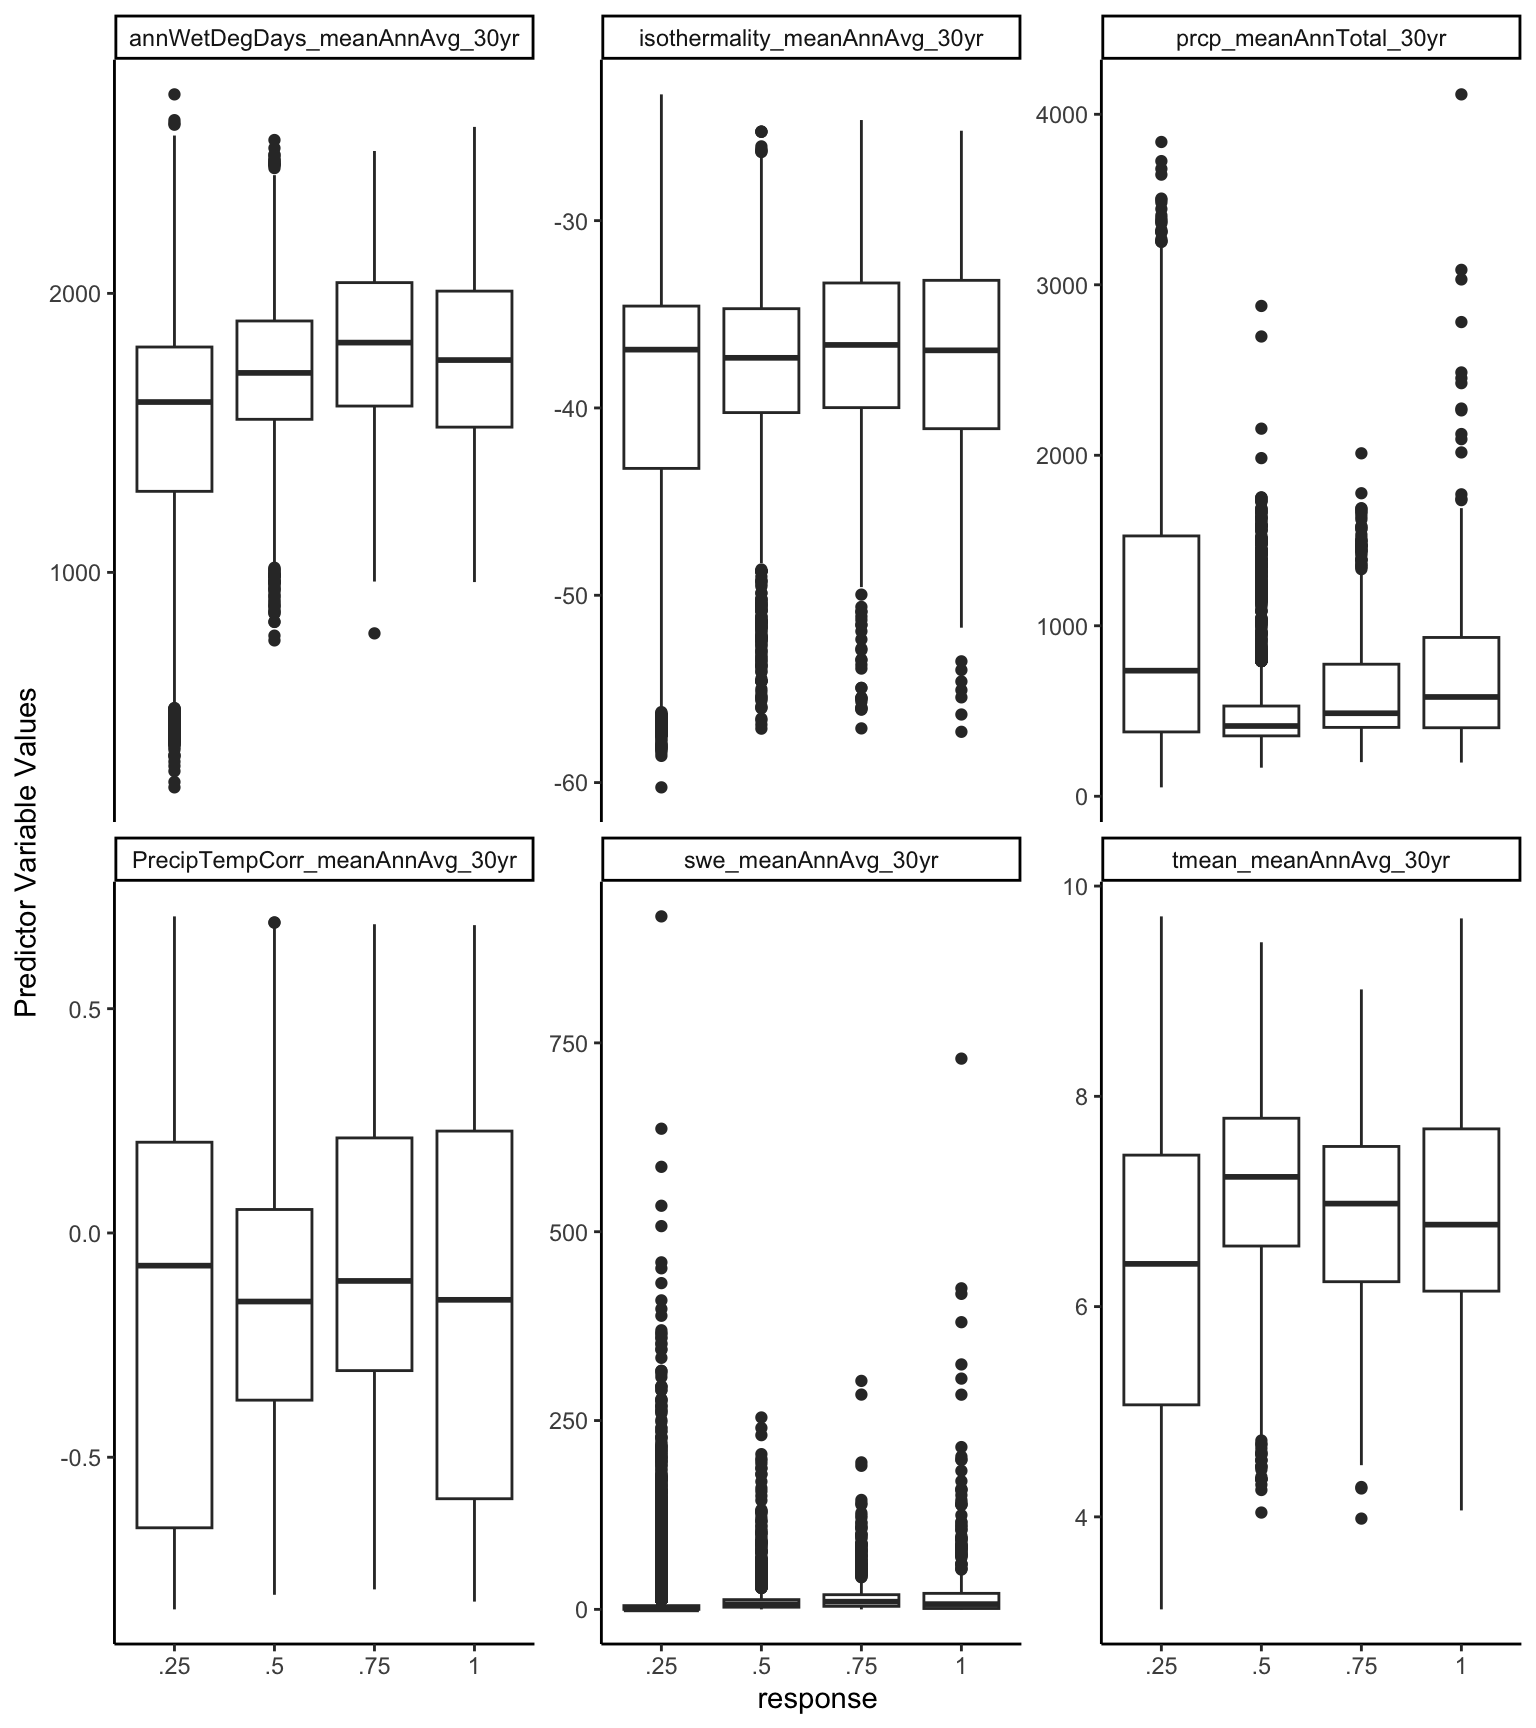 annWetDegDays_meanAnnAvg_30yr
isothermality_meanAnnAvg_30yr
prcp_meanAnnTotal_30yr
2000
1000
-30
-40
-50
-60
4000
3000
2000
1000
0
Predictor Variable Values
PrecipTempCorr_meanAnnAvg_30yr
swe_meanAnnAvg_30yr
tmean_meanAnnAvg_30yr
0.5
0.0
-0.5
750
500
250
0
10
8
6
4
.25 .5 .75 1
.25 .5 .75 1
.25 .5 .75 1
response